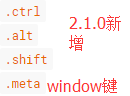 .ctrl
.alt
.shift
.meta
2.1.0新
增
window键